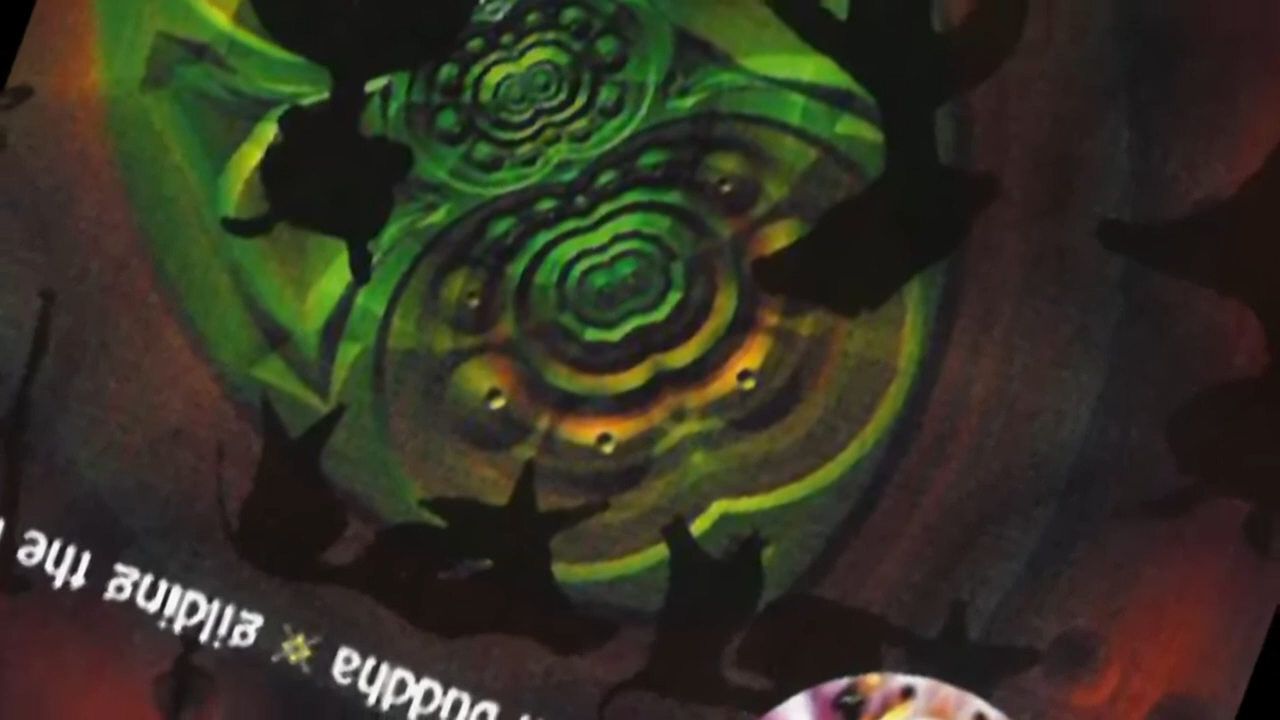 buddha ※ gilding the